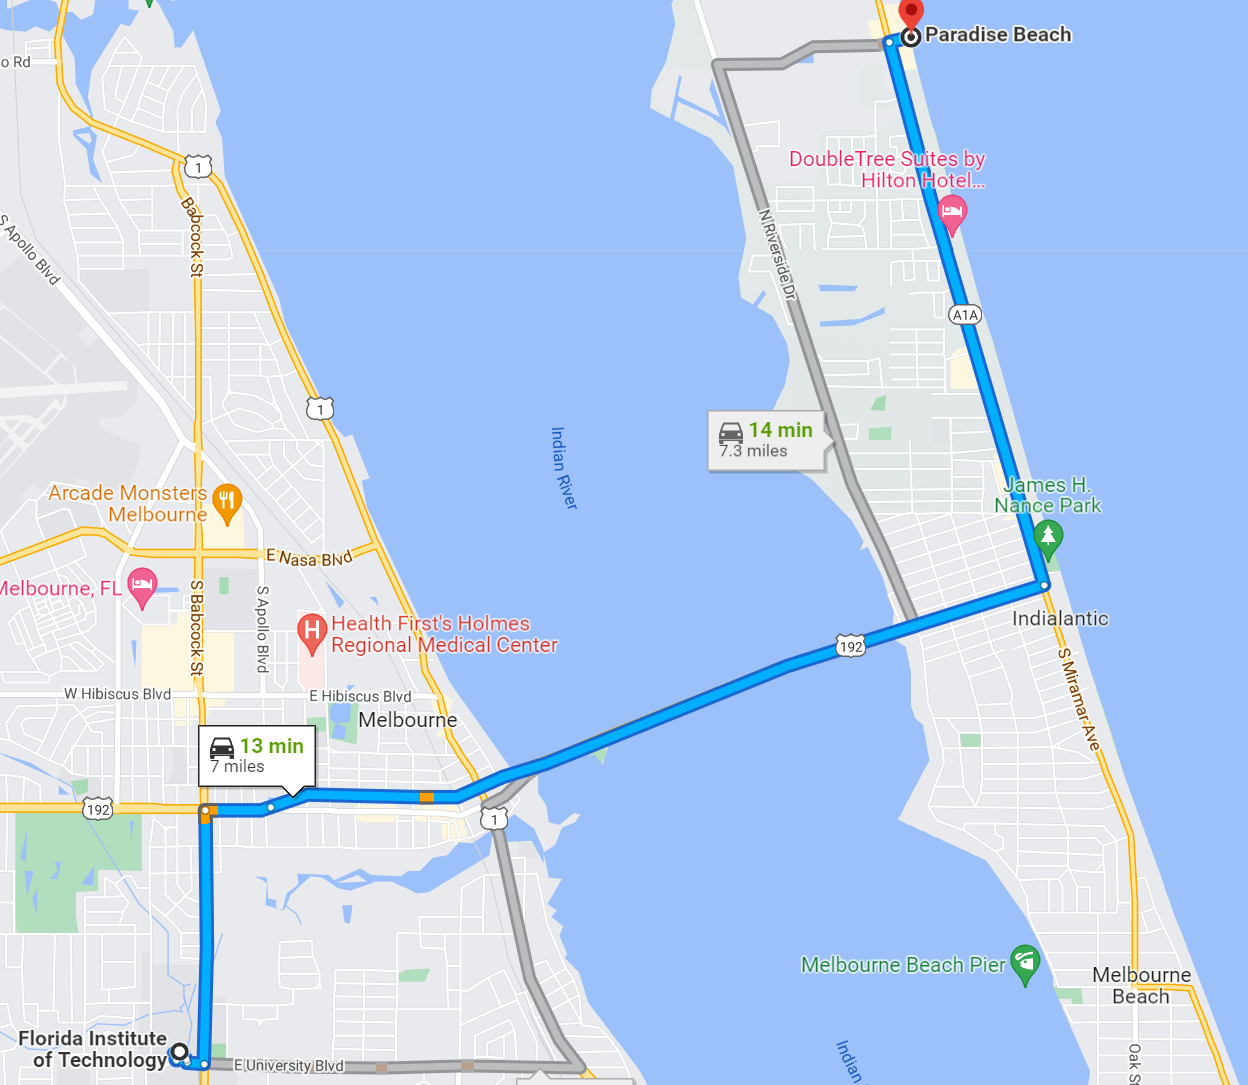 Paradise Beach
o Rd
1
DoubleTree Suites by
Hilton Hotel...
Babcock St
S Apollo Blvd
N Riverside Dr
A1A
1
14 min
7.3 miles
Indian River
James H.
Nance Park
Arcade Monsters
Melbourne
E Nasa Blvd
Melbourne, FL
S Babcock St
S Apollo Blvd
H
Health First's Holmes
Regional Medical Center
Indialantic
192
S Miramar Ave
W Hibiscus Blvd
E Hibiscus Blvd
Melbourne
13 min
7 miles
192
1
Melbourne Beach Pier
Melbourne
Beach
Florida Institute
of Technology
E University Blvd
Indian
Oak St